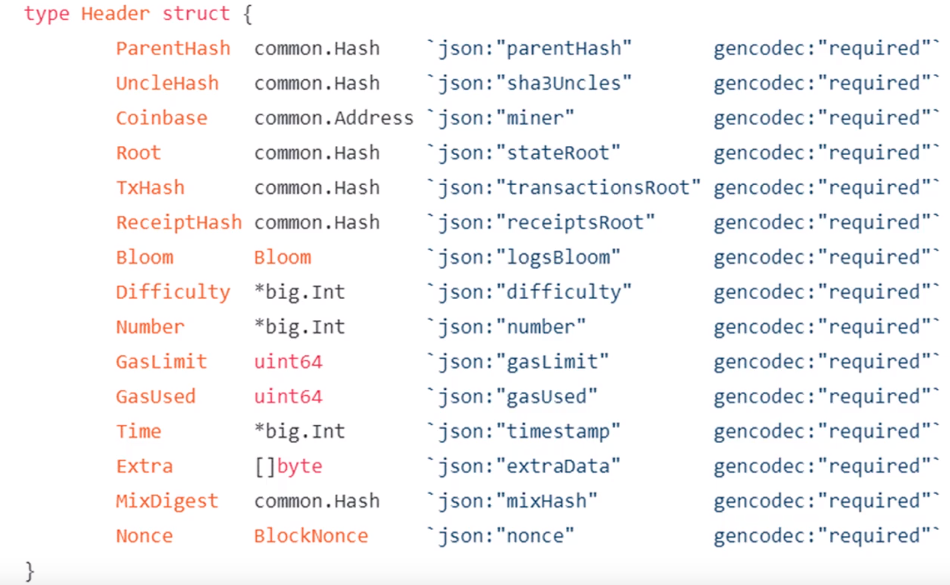 type Header struct {
ParentHash common.Hash `json:"parentHash" gencodec:"required"`
UncleHash common.Hash `json:"sha3Uncles" gencodec:"required"`
Coinbase common.Address `json:"miner" gencodec:"required"`
Root common.Hash `json:"stateRoot" gencodec:"required"`
TxHash common.Hash `json:"transactionsRoot" gencodec:"required"`
ReceiptHash common.Hash `json:"receiptsRoot" gencodec:"required"`
Bloom Bloom `json:"logsBloom" gencodec:"required"`
Difficulty *big.Int `json:"difficulty" gencodec:"required"`
Number *big.Int `json:"number" gencodec:"required"`
GasLimit uint64 `json:"gasLimit" gencodec:"required"`
GasUsed uint64 `json:"gasUsed" gencodec:"required"`
Time *big.Int `json:"timestamp" gencodec:"required"`
Extra []byte `json:"extraData" gencodec:"required"`
MixDigest common.Hash `json:"mixHash" gencodec:"required"`
Nonce BlockNonce `json:"nonce" gencodec:"required"`
}